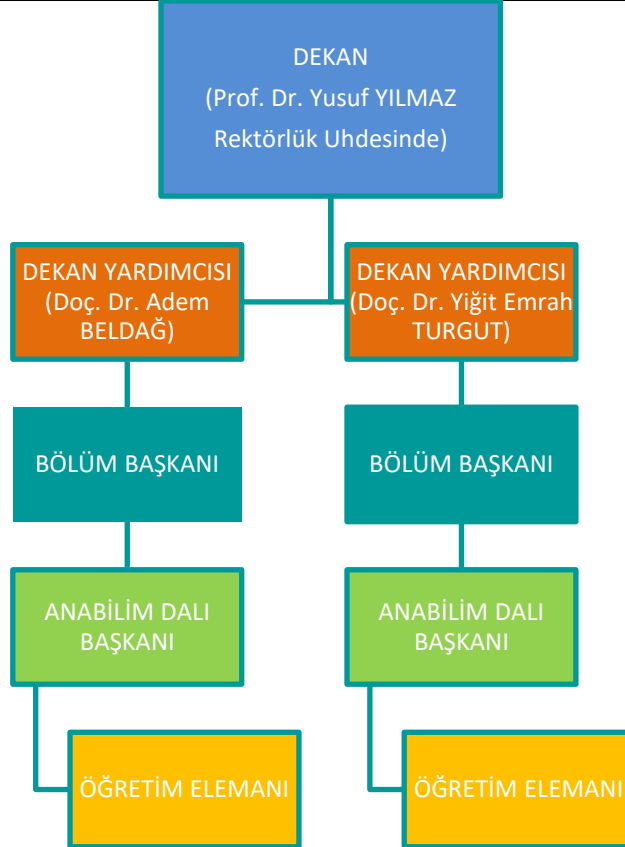 DEKAN
(Prof. Dr. Yusuf YILMAZ
Rektörlük Uhdesinde)
DEKAN YARDIMCISI
(Doç. Dr. Adem
BELDAĞ)
DEKAN YARDIMCISI
(Doç. Dr. Yiğit Emrah
TURGUT)
BÖLÜM BAŞKANI
BÖLÜM BAŞKANI
ANABİLİM DALI
BAŞKANI
ANABİLİM DALI
BAŞKANI
ÖĞRETİM ELEMANI
ÖĞRETİM ELEMANI